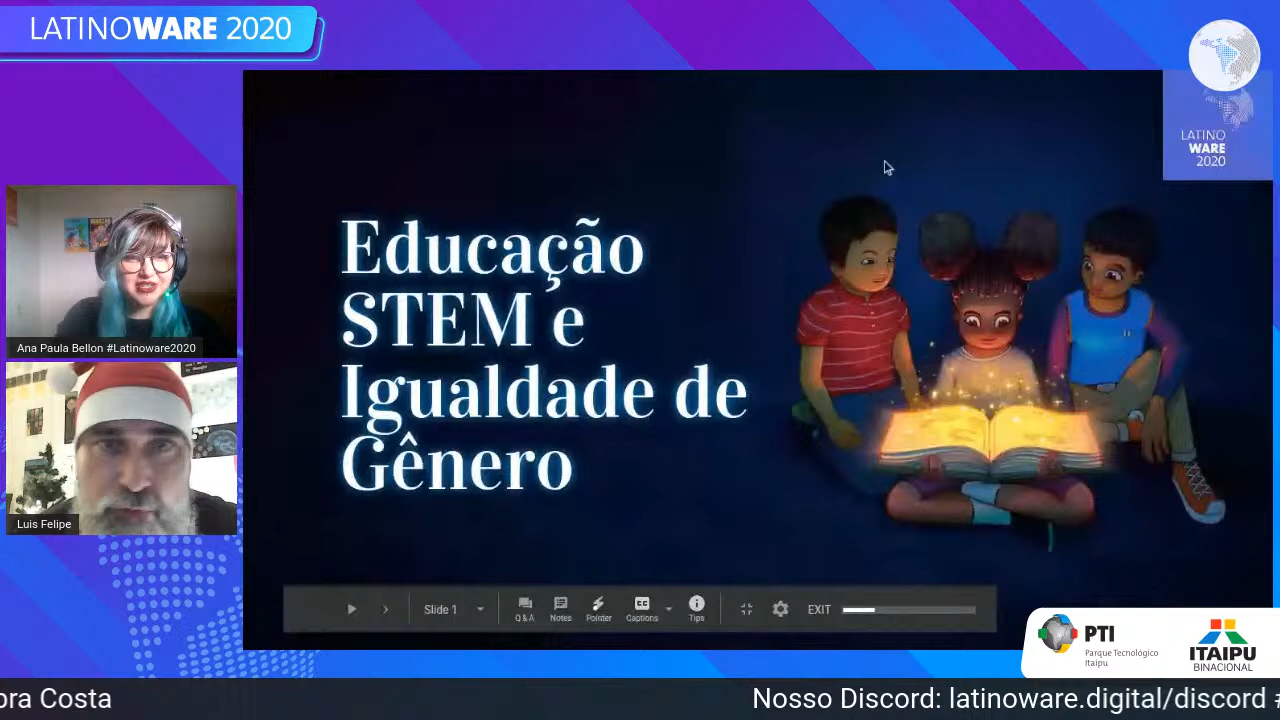 LATINOWARE 2020
LATINO
WARE
2020
Educação
STEM e
Igualdade de
Gênero
Ana Paula Bellon #Latinoware2020
Luis Felipe
Slide 1
Q & A
Notes
Pointer
Captions
Tips
EXIT
PTI
Parque Tecnológico
Itaipu
ITAIPU
BINACIONAL
bra Costa
Nosso Discord: latinoware.digital/discord #